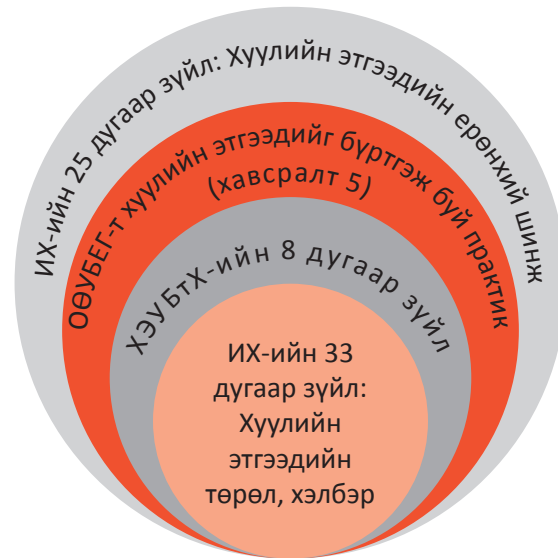 ИХ-ийн 25 дугаар зүйл: Хуулийн этгээдийн ерөнхий шинж
ОӨУБЕГ-т хуулийн этгээдийг бүртгэж буй практик
(хавсралт 5)
ХЭУБтХ-ийн 8 дугаар зүйл
ИХ-ийн 33
дугаар зүйл:
Хуулийн
этгээдийн
төрөл, хэлбэр